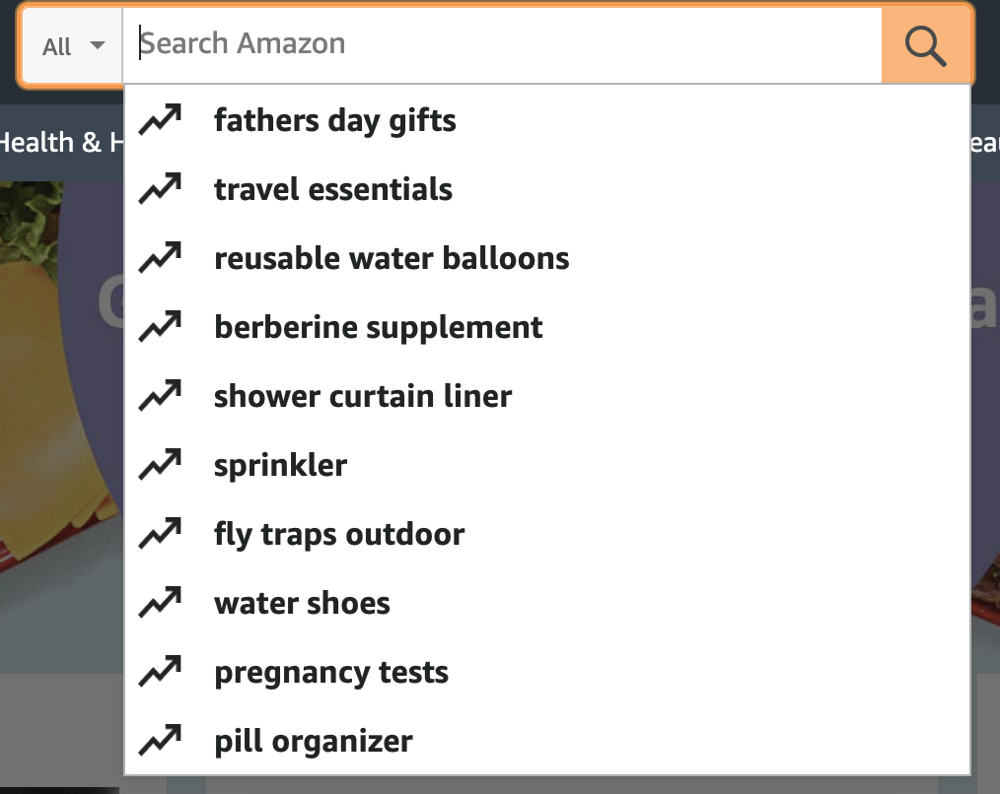 All
Search Amazon
fathers day gifts
Health &
travel essentials
reusable water balloons
berberine supplement
shower curtain liner
sprinkler
fly traps outdoor
water shoes
pregnancy tests
pill organizer